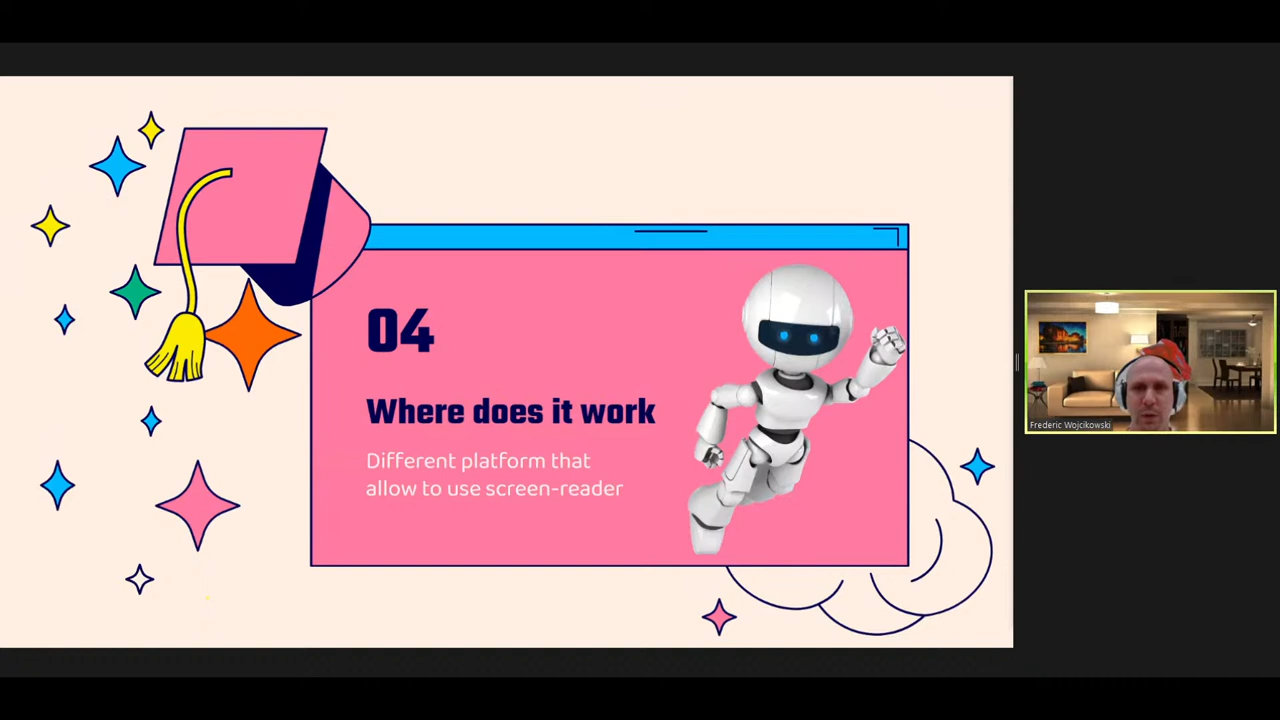 04
Where does it work
Different platform that
allow to use screen-reader
Frederic Wojcikowski